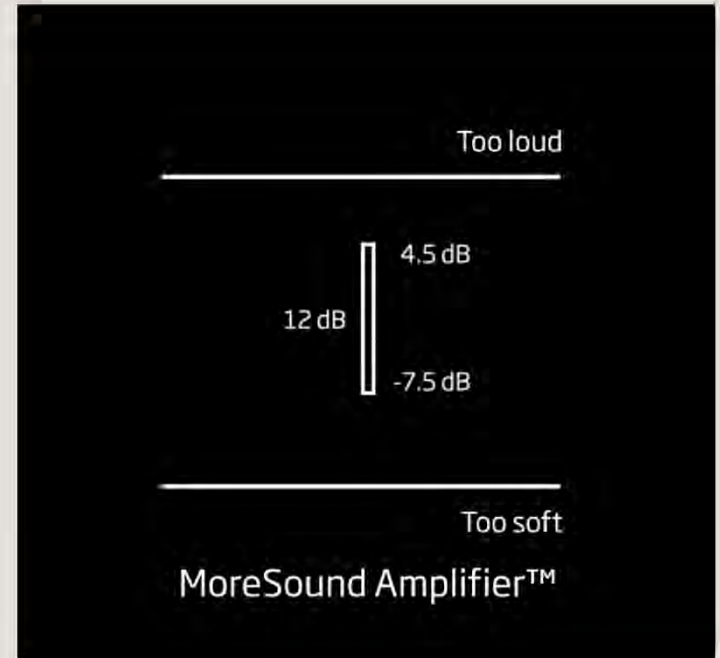 Too loud
4.5 dB
12 dB
-7.5 dB
Too soft
MoreSound Amplifier™